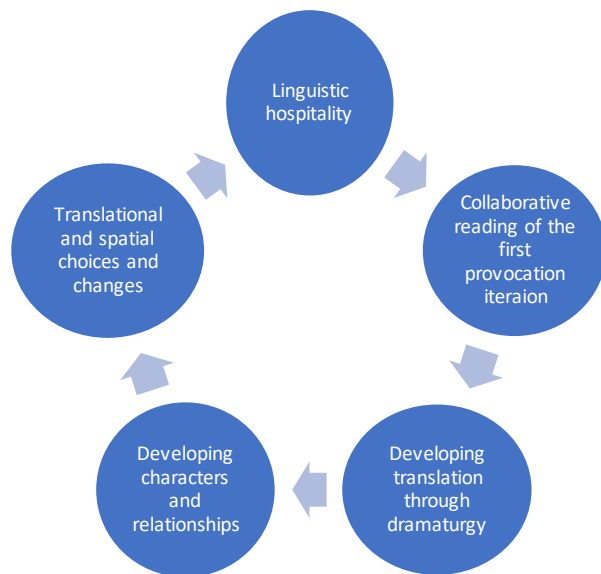 Linguistic
hospitality
Collaborative
reading of the
first
provocation
iteraion
Developing
translation
through
dramaturgy
Developing
characters
and
relationships
Translational
and spatial
choices and
changes